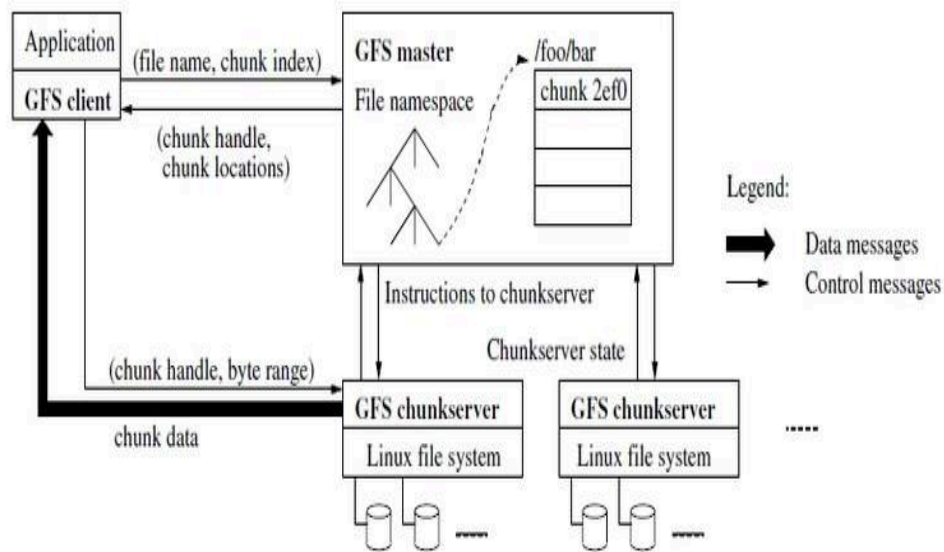 Application
GFS client
(file name, chunk index)
(chunk handle,
chunk locations)
GFS master
File namespace
/foo/bar
chunk 2ef0
Legend:
Data messages
Control messages
Instructions to chunkserver
Chunkserver state
(chunk handle, byte range)
chunk data
GFS chunkserver
Linux file system
GFS chunkserver
Linux file system